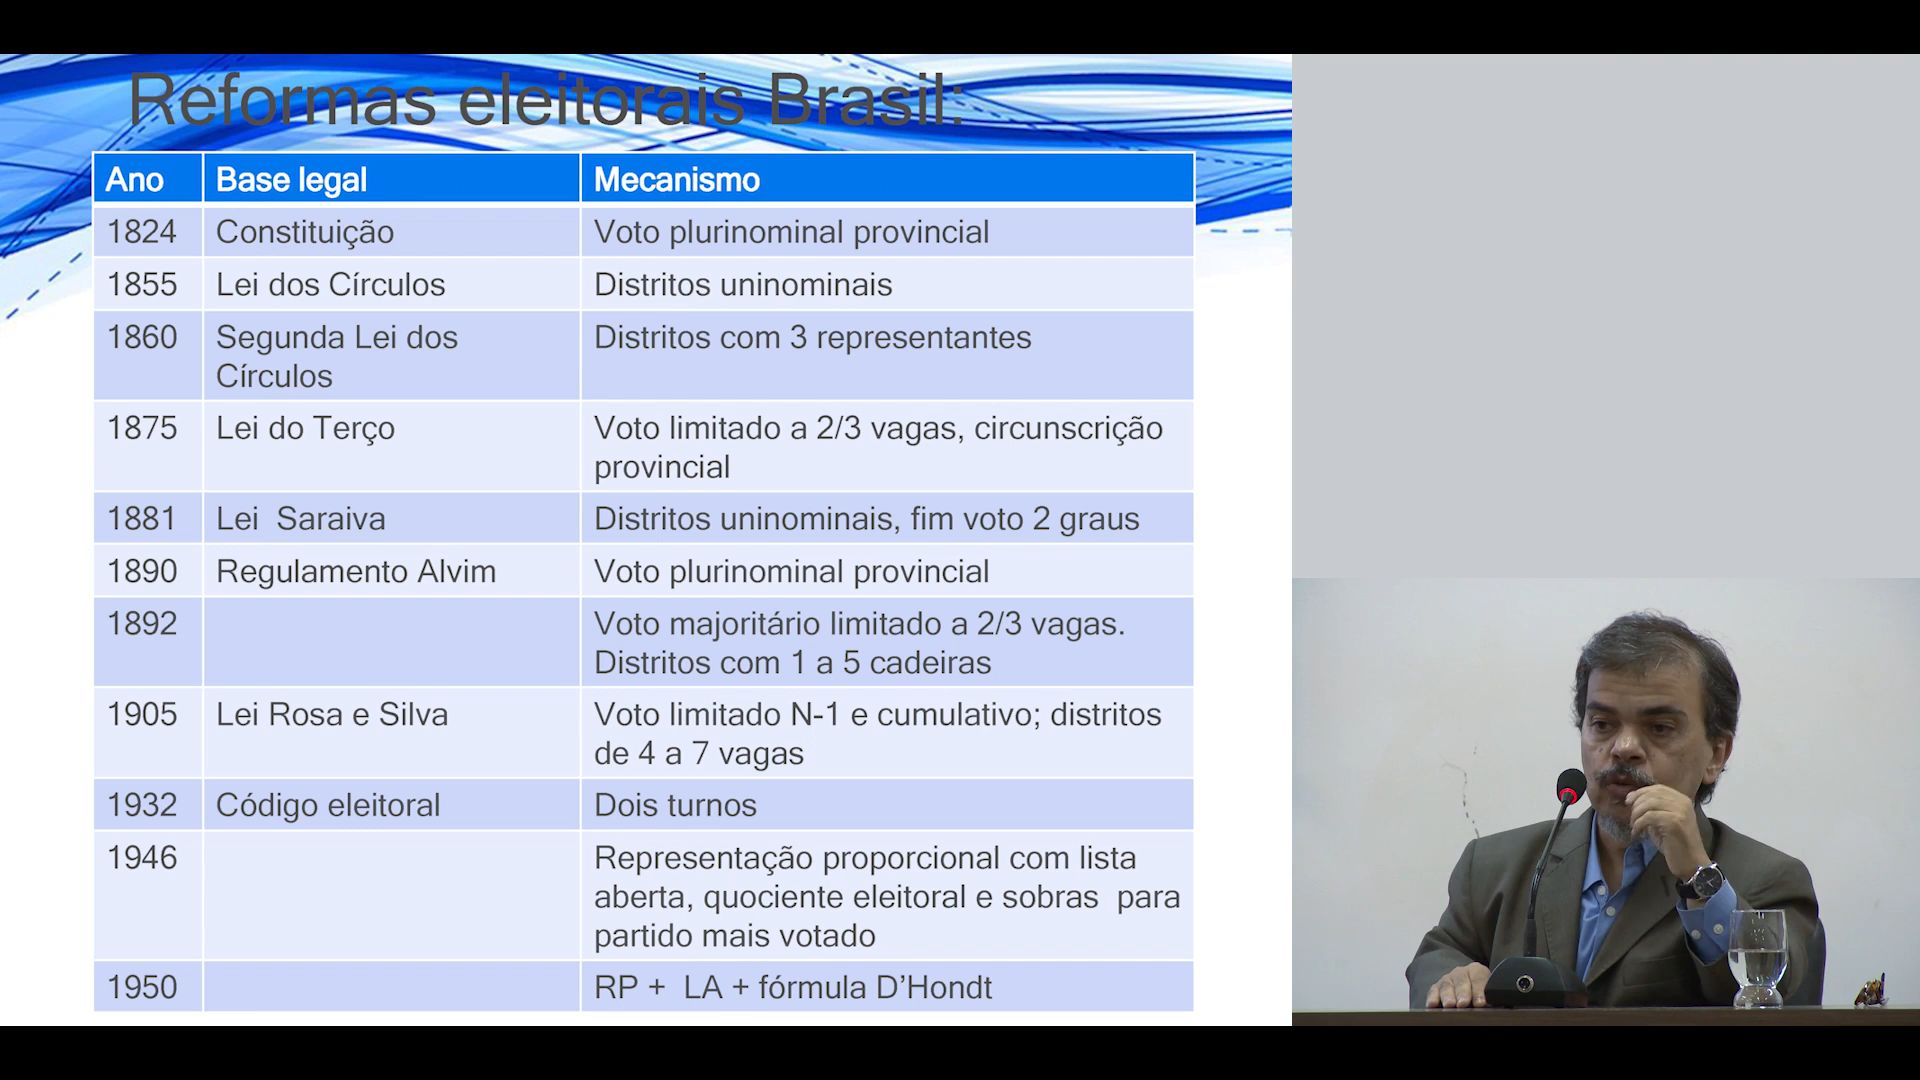 Reformas eleitorais Brasil:
Ano Base legal Mecanismo
1824 Constituição Voto plurinominal provincial
1855 Lei dos Círculos Distritos uninominais
1860 Segunda Lei dos Distritos com 3 representantes
Círculos
1875 Lei do Terço Voto limitado a 2/3 vagas, circunscrição
provincial
1881 Lei Saraiva Distritos uninominais, fim voto 2 graus
1890 Regulamento Alvim Voto plurinominal provincial
1892 Voto majoritário limitado a 2/3 vagas.
Distritos com 1 a 5 cadeiras
1905 Lei Rosa e Silva Voto limitado N-1 e cumulativo; distritos
de 4 a 7 vagas
1932 Código eleitoral Dois turnos
1946 Representação proporcional com lista
aberta, quociente eleitoral e sobras para
partido mais votado
1950 RP + LA + fórmula D’Hondt